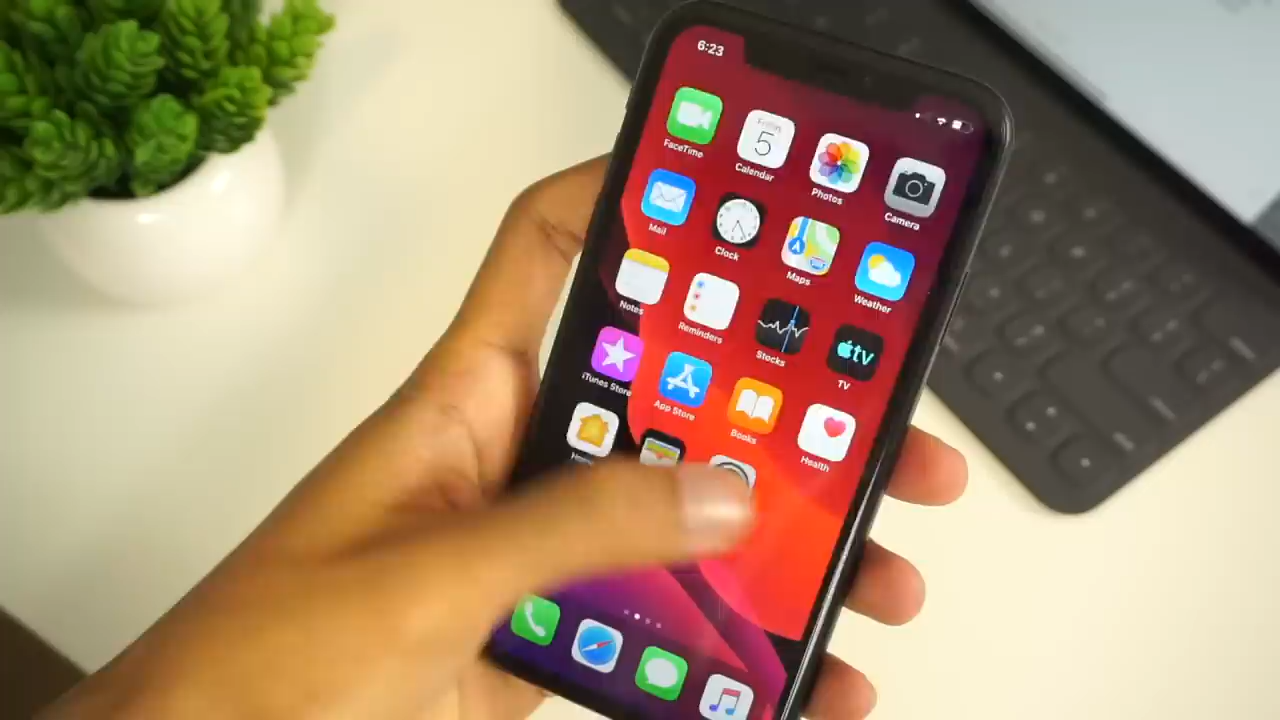 6:23
FaceTime
5
Calendar
Photos
Camera
Mail
Clock
Maps
Weather
Notes
Reminders
Stocks
tv
TV
iTunes Store
App Store
Books
Health